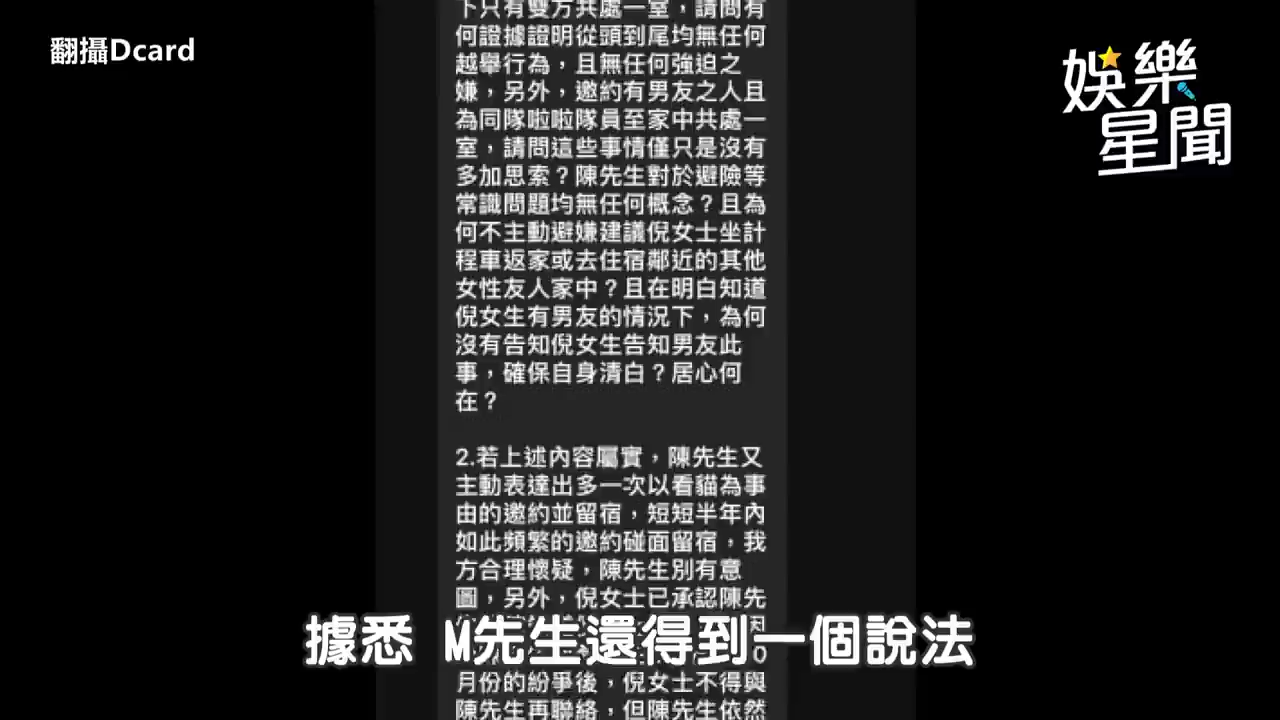 翻攝Dcard
娛樂
星聞
下只有雙方共處一室，請問有
何證據證明從頭到尾均無任何
越舉行為，且無任何強迫之
嫌，另外，邀約有男友之人且
為同隊啦啦隊員至家中共處一
室，請問這些事情僅只是沒有
多加思索？陳先生對於避險等
常識問題均無任何概念？且為
何不主動避嫌建議倪女士坐計
程車返家或去住宿鄰近的其他
女性友人家中？且在明白知道
倪女生有男友的情況下，為何
沒有告知倪女生告知男友此
事，確保自身清白？居心何
在？
2.若上述內容屬實，陳先生又
主動表達出多一次以看貓為事
由的邀約並留宿，短短半年內
如此頻繁的邀約碰面留宿，我
方合理懷疑，陳先生別有意
圖，另外，倪女士已承認陳先
據悉 M先生還得到一個說法
月份的紛爭後，倪女士不得與
陳先生再聯絡，但陳先生依然